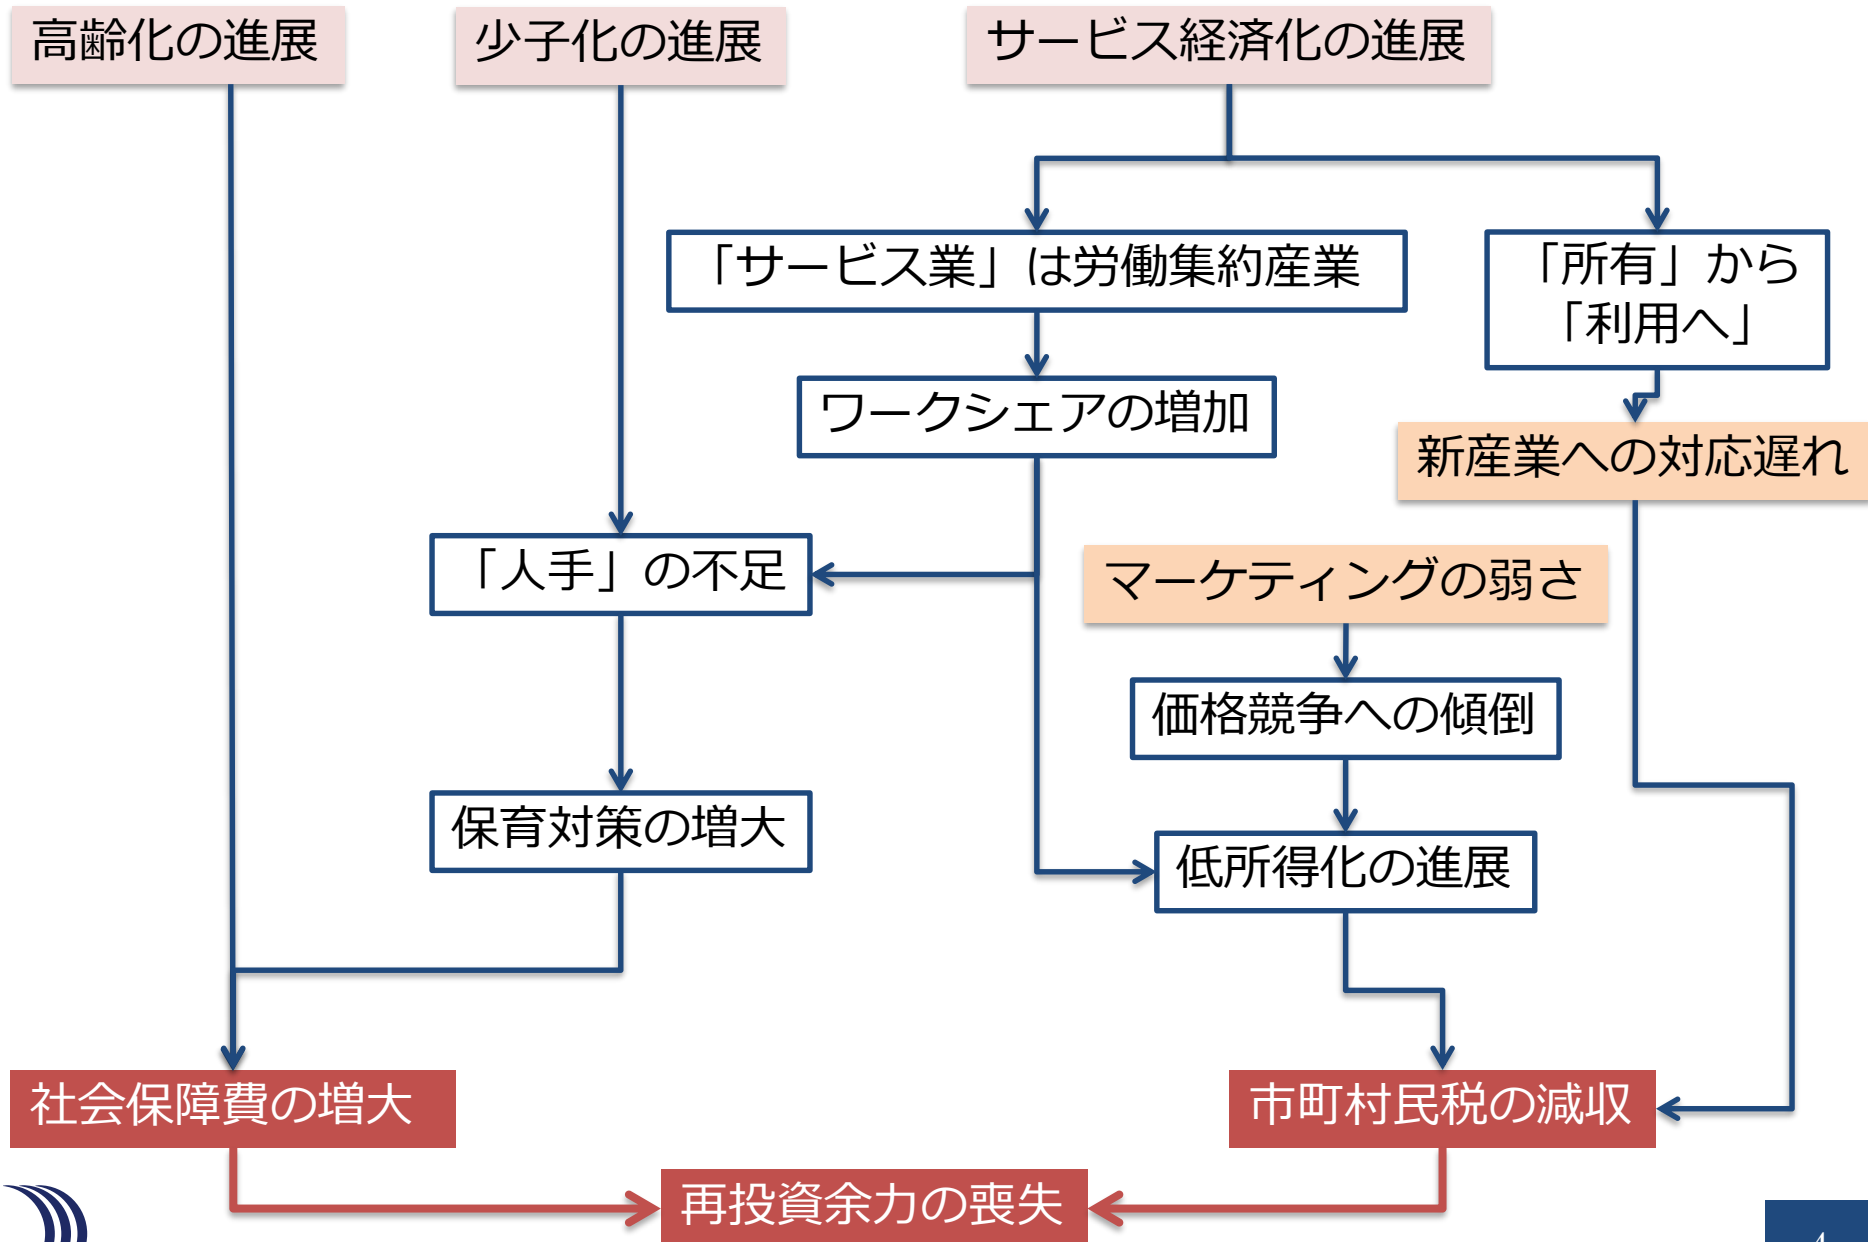 高齢化の進展
少子化の進展
サービス経済化の進展
「サービス業」は労働集約産業
「所有」から
「利用へ」
ワークシェアの増加
新産業への対応遅れ
「人手」の不足
マーケティングの弱さ
価格競争への傾倒
保育対策の増大
低所得化の進展
社会保障費の増大
市町村民税の減収
再投資余力の喪失